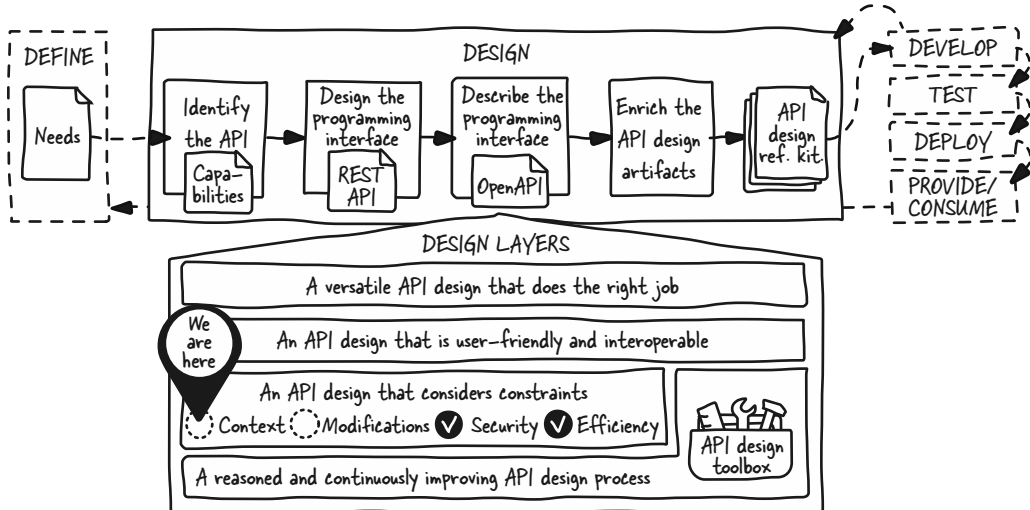 DEFINE
Needs
DESIGN
Identify
the API
Capa-
bilities
Design the
programming
interface
REST
API
Describe the
programming
interface
OpenAPI
Enrich the
API design
artifacts
API
design
ref. kit.
DEVELOP
TEST
DEPLOY
PROVIDE/
CONSUME
DESIGN LAYERS
A versatile API design that does the right job
We
are
here
An API design that is user-friendly and interoperable
An API design that considers constraints
Context Modifications Security Efficiency
API design
toolbox
A reasoned and continuously improving API design process